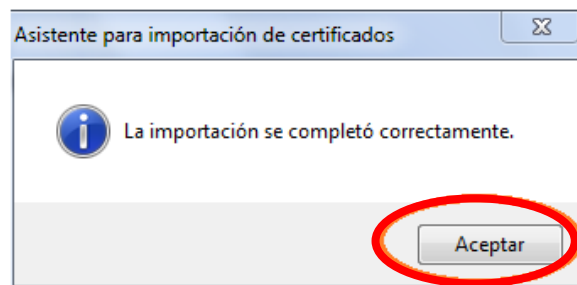 Asistente para importación de certificados
La importación se completó correctamente.
Aceptar